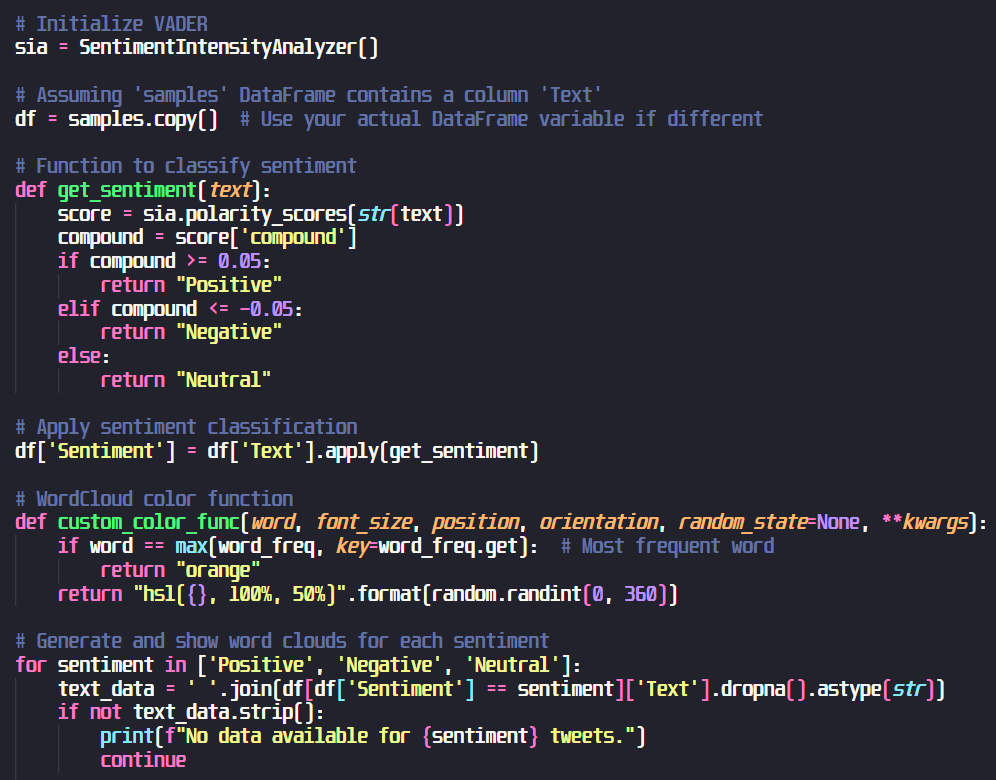 # Initialize VADER
sia = SentimentIntensityAnalyzer()

# Assuming 'samples' DataFrame contains a column 'Text'
df = samples.copy()  # Use your actual DataFrame variable if different

# Function to classify sentiment
def get_sentiment(text):
    score = sia.polarity_scores(str(text))
    compound = score['compound']
    if compound >= 0.05:
        return "Positive"
    elif compound <= -0.05:
        return "Negative"
    else:
        return "Neutral"

# Apply sentiment classification
df['Sentiment'] = df['Text'].apply(get_sentiment)

# WordCloud color function
def custom_color_func(word, font_size, position, orientation, random_state=None, **kwargs):
    if word == max(word_freq, key=word_freq.get):  # Most frequent word
        return "orange"
    return "hsl({}, 100%, 50%)".format(random.randint(0, 360))

# Generate and show word clouds for each sentiment
for sentiment in ['Positive', 'Negative', 'Neutral']:
    text_data = ' '.join(df[df['Sentiment'] == sentiment]['Text'].dropna().astype(str))
    if not text_data.strip():
        print(f"No data available for {sentiment} tweets.")
        continue